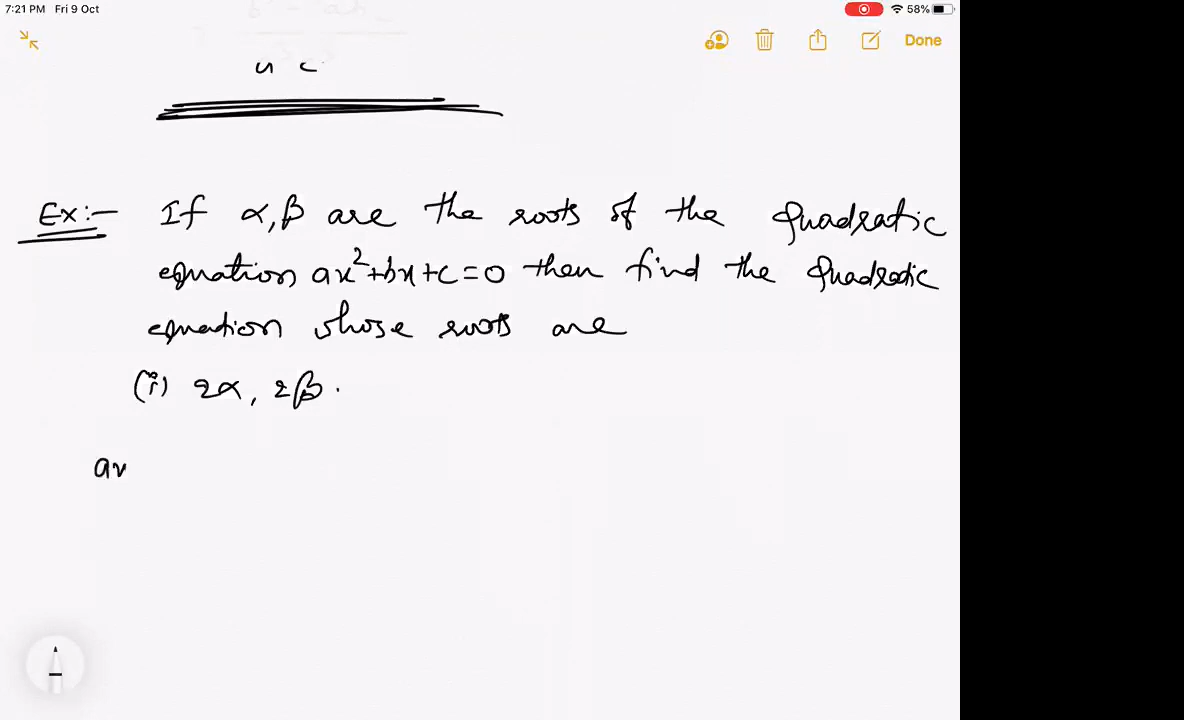 7:21 PM Fri 9 Oct 58%
Done
Ex:- If α, β are the roots of the quadratic
equation ax²+bx+c=0 then find the quadratic
equation whose roots are
(i) 2α, 2β.
ax